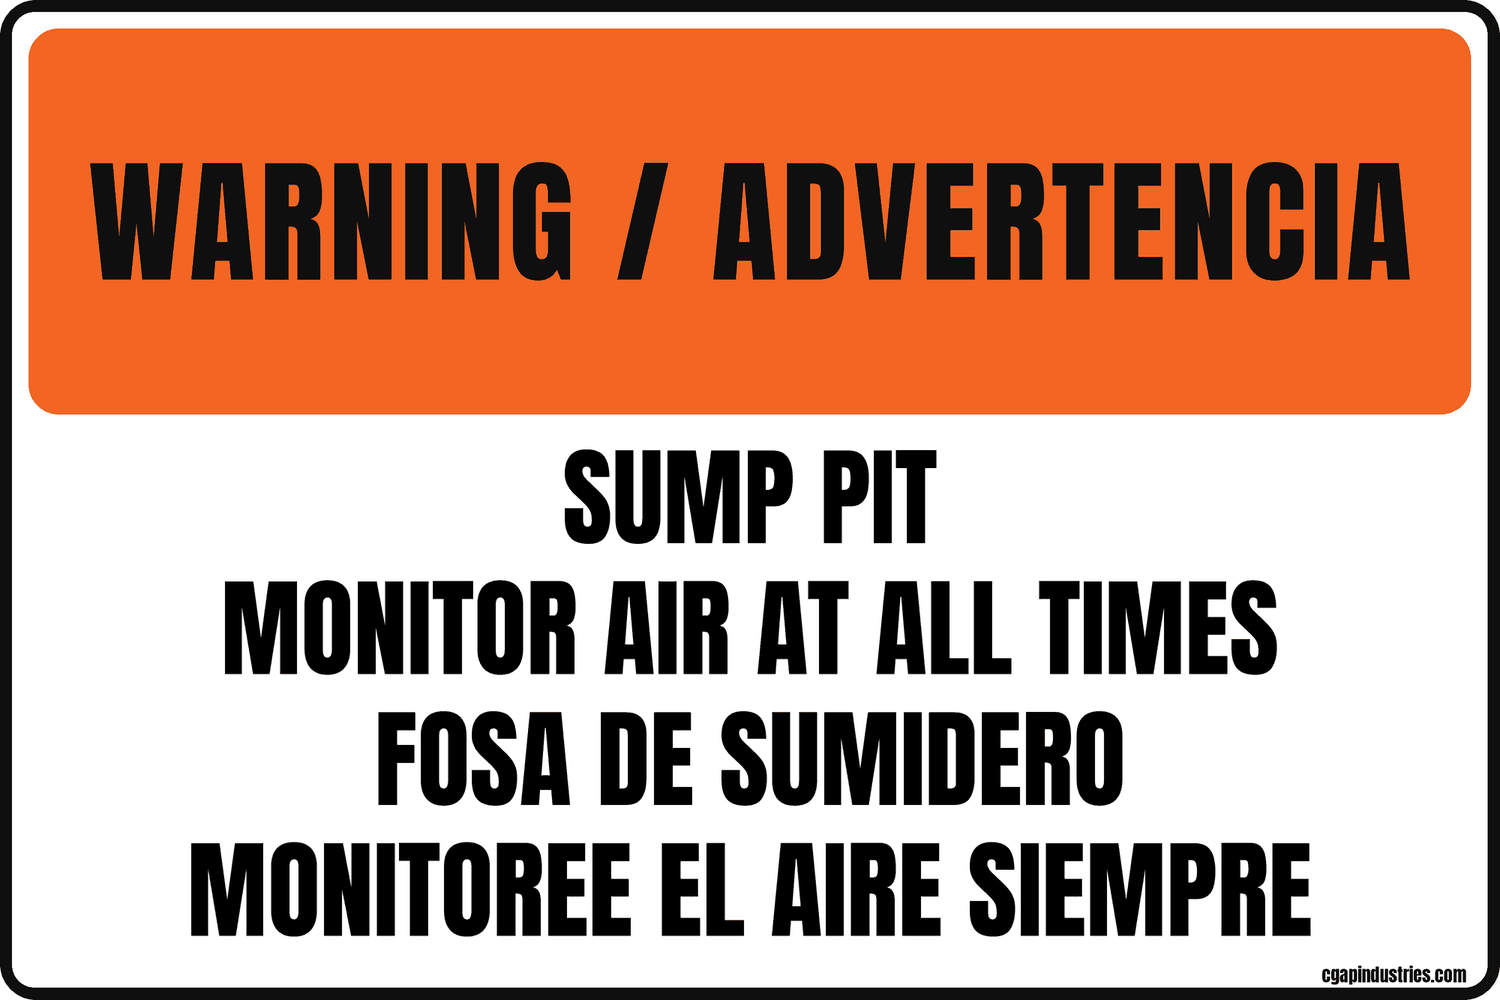 WARNING / ADVERTENCIA
SUMP PIT
MONITOR AIR AT ALL TIMES
FOSA DE SUMIDERO
MONITOREE EL AIRE SIEMPRE
cgapindustries.com